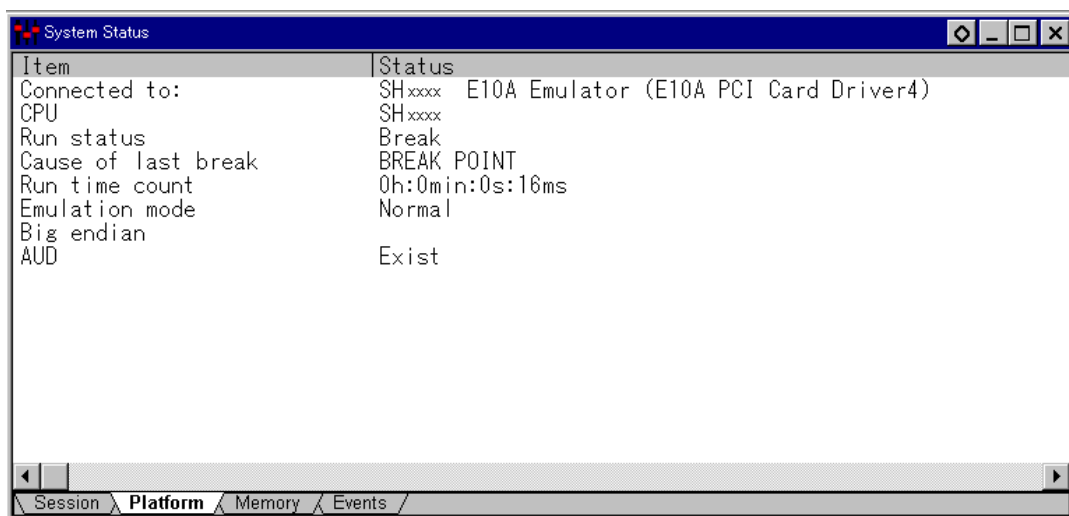 System Status
Item Status
Connected to: SHxxxx E10A Emulator (E10A PCI Card Driver4)
CPU SHxxxx
Run status Break
Cause of last break BREAK POINT
Run time count 0h:0min:0s:16ms
Emulation mode Normal
Big endian
AUD Exist
Session Platform Memory Events